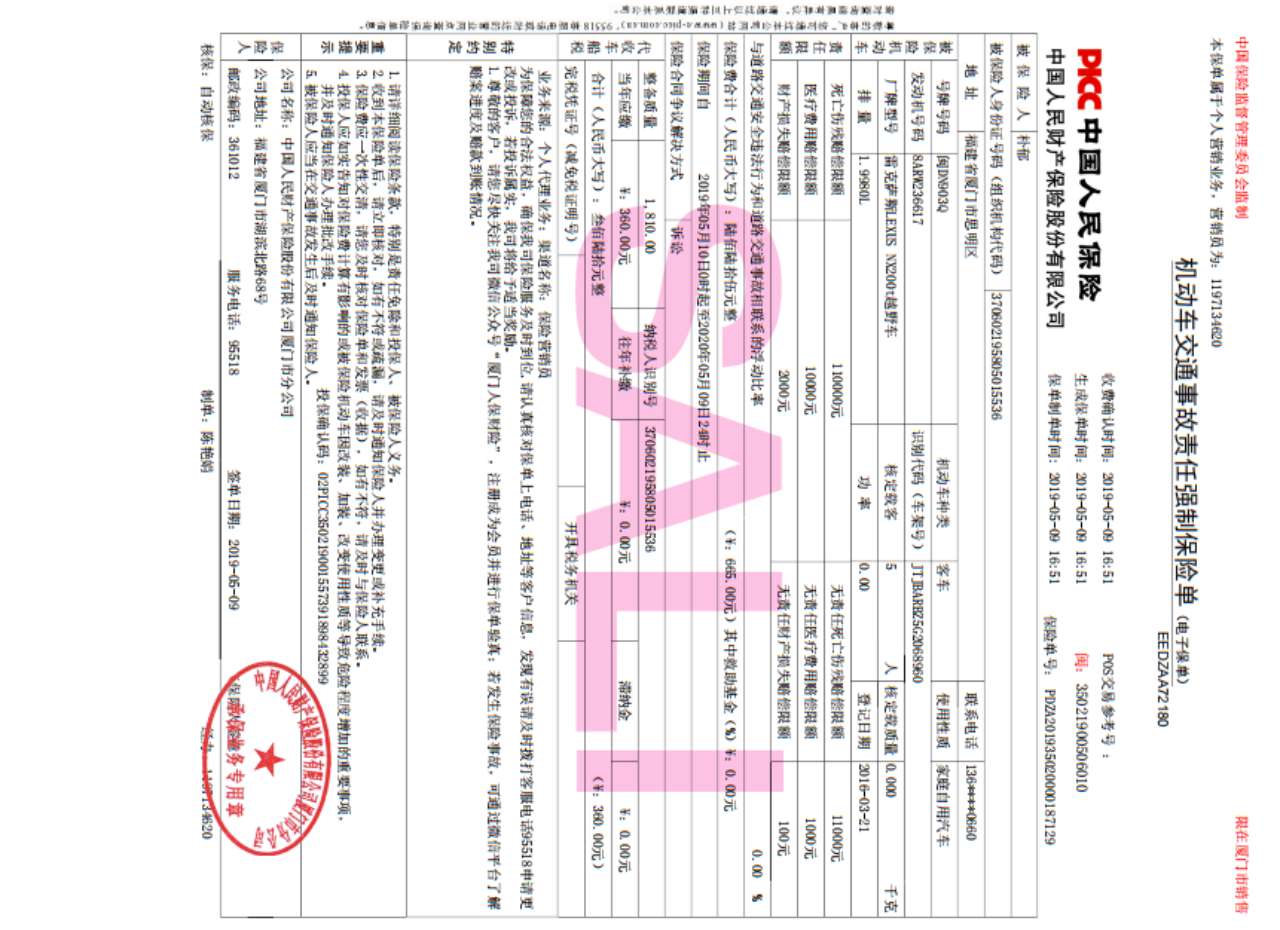 中国保险监督管理委员会监制 限在厦门市销售
本保单属于个人营销业务，营销员为：1197134620
机动车交通事故责任强制保险单（电子保单）
EEDZAA72180
PICC 中国人民保险
中国人民财产保险股份有限公司
收费确认时间：2019-05-09 16:51 POS交易参考号：
生成保单时间：2019-05-09 16:51 闽：35021900506010
保单制单时间：2019-05-09 16:51 保险单号：PDZA201935020000187129
被保险人 朴郁
被保险人身份证号码（组织机构代码） 370602195805015536
地址 福建省厦门市思明区 联系电话 136****0660
被保险机动车
号牌号码 闽DN903Q 机动车种类 客车 使用性质 家庭自用汽车
发动机号码 8ARW236617 识别代码（车架号） JTJBARBZ5G2068960
厂牌型号 雷克萨斯LEXUS NX200t越野车 核定载客 5 人 核定载质量 0.000 千克
排量 1.9980L 功率 0.00 登记日期 2016-03-21
责任限额
死亡伤残赔偿限额 110000元 无责任死亡伤残赔偿限额 11000元
医疗费用赔偿限额 10000元 无责任医疗费用赔偿限额 1000元
财产损失赔偿限额 2000元 无责任财产损失赔偿限额 100元
与道路交通安全违法行为和道路交通事故相联系的浮动比率 0.00 %
保险费合计（人民币大写）：陆佰陆拾伍元整 （￥：665.00元）其中救助基金（%）￥：0.00元
保险期间自 2019年05月10日0时起至2020年05月09日24时止
保险合同争议解决方式 诉讼
代收车船税
整备质量 1,810.00 纳税人识别号 370602195805015536
当年应缴 ￥：360.00元 往年补缴 ￥：0.00元 滞纳金 ￥：0.00元
合计（人民币大写）：叁佰陆拾元整 （￥：360.00元）
完税凭证号（减免税证明号） 开具税务机关
特别约定
业务来源：个人代理业务；渠道名称：保险营销员
为保障您的合法权益，确保我司保险服务及时到位，请认真核对保单上电话、地址等客户信息，发现有误请及时拨打客服电话95518申请更
改或投诉，若投诉属实，我司将给予适当奖励。
1. 尊敬的客户，请您尽快关注我司微信公众号“厦门人保财险”，注册成为会员并进行保单验真；若发生保险事故，可通过微信平台了解
赔案进度及赔款到账情况。
重要提示
1. 请详细阅读保险条款，特别是责任免除和投保人、被保险人义务。
2. 收到本保险单后，请立即核对，如有不符或疏漏，请及时通知保险人并办理变更或补充手续。
3. 保险费应一次性交清，请您及时核对保险单和发票（收据），如有不符，请及时与保险人联系。
4. 投保人应如实告知对保险费计算有影响的或被保险机动车因改装、加装、改变使用性质等导致危险程度增加的重要事项，
并及时通知保险人办理批改手续。
5. 被保险人应当在交通事故发生后及时通知保险人。
投保确认码：02PICC350219001557391898432899
保险人
公司名称：中国人民财产保险股份有限公司厦门市分公司
公司地址：福建省厦门市湖滨北路68号
邮政编码：361012 服务电话：95518 签单日期：2019-05-09
核保：自动核保 制单：陈艳娟 经办：1197134620
中国人民财产保险股份有限公司厦门市分公司
承保业务专用章
SALI